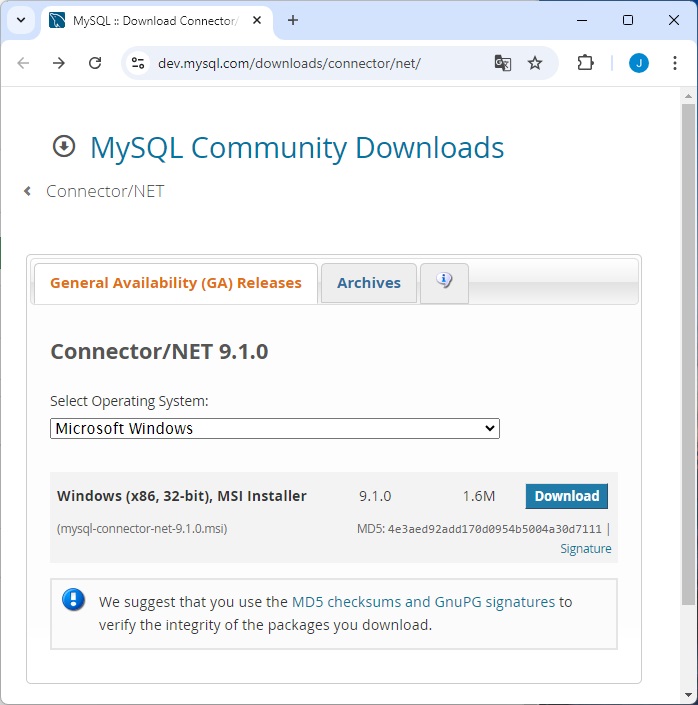 MySQL :: Download Connector/
dev.mysql.com/downloads/connector/net/
J
MySQL Community Downloads
Connector/NET
General Availability (GA) Releases
Archives
Connector/NET 9.1.0
Select Operating System:
Microsoft Windows
Windows (x86, 32-bit), MSI Installer 9.1.0 1.6M Download
(mysql-connector-net-9.1.0.msi) MD5: 4e3aed92add170d0954b5004a30d7111 |
Signature
We suggest that you use the MD5 checksums and GnuPG signatures to
verify the integrity of the packages you download.